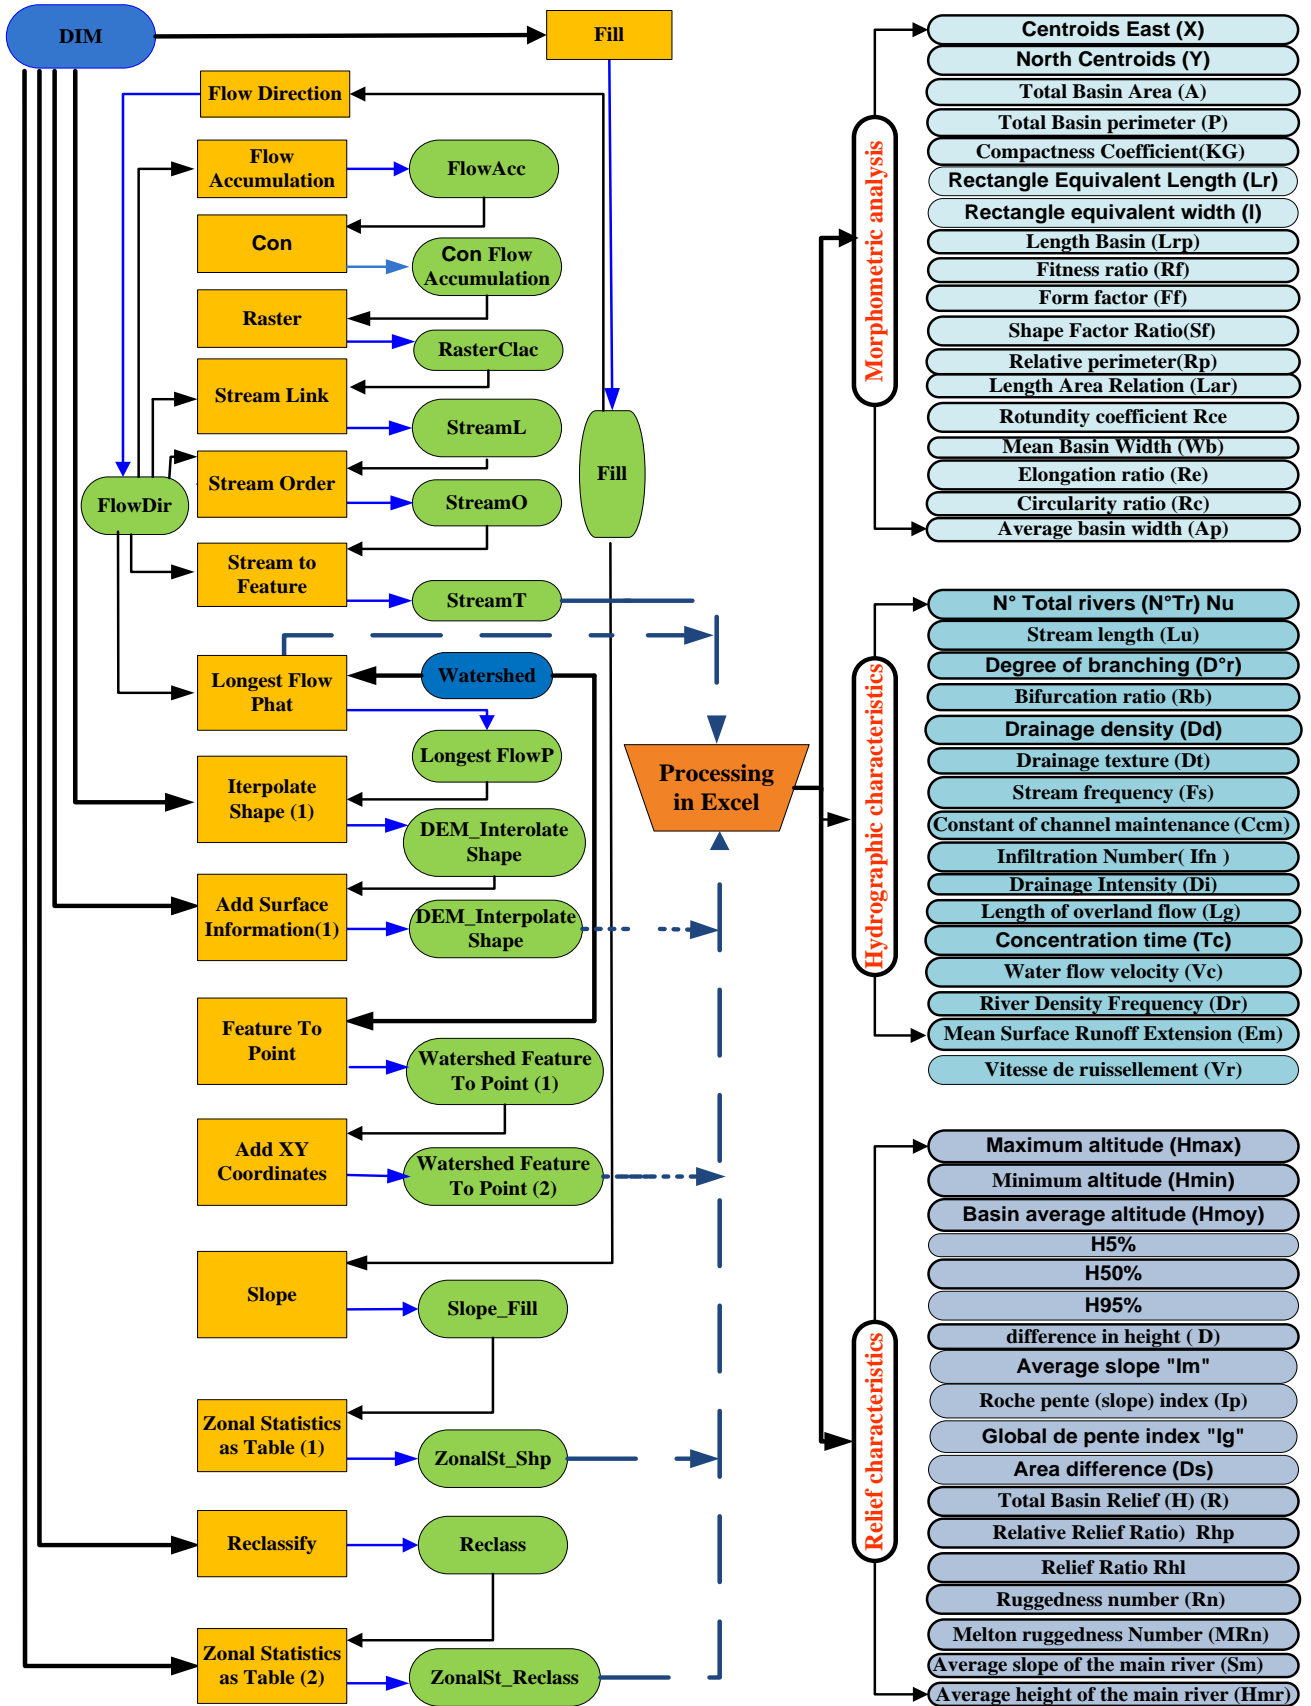 DIM
Fill
Flow Direction
Flow
Accumulation
FlowAcc
Con
Con Flow
Accumulation
Raster
RasterClac
Stream Link
StreamL
Stream Order
StreamO
FlowDir
Fill
Stream to
Feature
StreamT
Longest Flow
Phat
Watershed
Longest FlowP
Iterpolate
Shape (1)
DEM_Interolate
Shape
Add Surface
Information(1)
DEM_Interpolate
Shape
Feature To
Point
Watershed Feature
To Point (1)
Add XY
Coordinates
Watershed Feature
To Point (2)
Slope
Slope_Fill
Zonal Statistics
as Table (1)
ZonalSt_Shp
Reclassify
Reclass
Zonal Statistics
as Table (2)
ZonalSt_Reclass
Processing
in Excel
Morphometric analysis
Centroids East (X)
North Centroids (Y)
Total Basin Area (A)
Total Basin perimeter (P)
Compactness Coefficient(KG)
Rectangle Equivalent Length (Lr)
Rectangle equivalent width (l)
Length Basin (Lrp)
Fitness ratio (Rf)
Form factor (Ff)
Shape Factor Ratio(Sf)
Relative perimeter(Rp)
Length Area Relation (Lar)
Rotundity coefficient Rce
Mean Basin Width (Wb)
Elongation ratio (Re)
Circularity ratio (Rc)
Average basin width (Ap)
Hydrographic characteristics
N° Total rivers (N°Tr) Nu
Stream length (Lu)
Degree of branching (D°r)
Bifurcation ratio (Rb)
Drainage density (Dd)
Drainage texture (Dt)
Stream frequency (Fs)
Constant of channel maintenance (Ccm)
Infiltration Number( Ifn )
Drainage Intensity (Di)
Length of overland flow (Lg)
Concentration time (Tc)
Water flow velocity (Vc)
River Density Frequency (Dr)
Mean Surface Runoff Extension (Em)
Vitesse de ruissellement (Vr)
Relief characteristics
Maximum altitude (Hmax)
Minimum altitude (Hmin)
Basin average altitude (Hmoy)
H5%
H50%
H95%
difference in height ( D)
Average slope "Im"
Roche pente (slope) index (Ip)
Global de pente index "Ig"
Area difference (Ds)
Total Basin Relief (H) (R)
Relative Relief Ratio) Rhp
Relief Ratio Rhl
Ruggedness number (Rn)
Melton ruggedness Number (MRn)
Average slope of the main river (Sm)
Average height of the main river (Hmr)